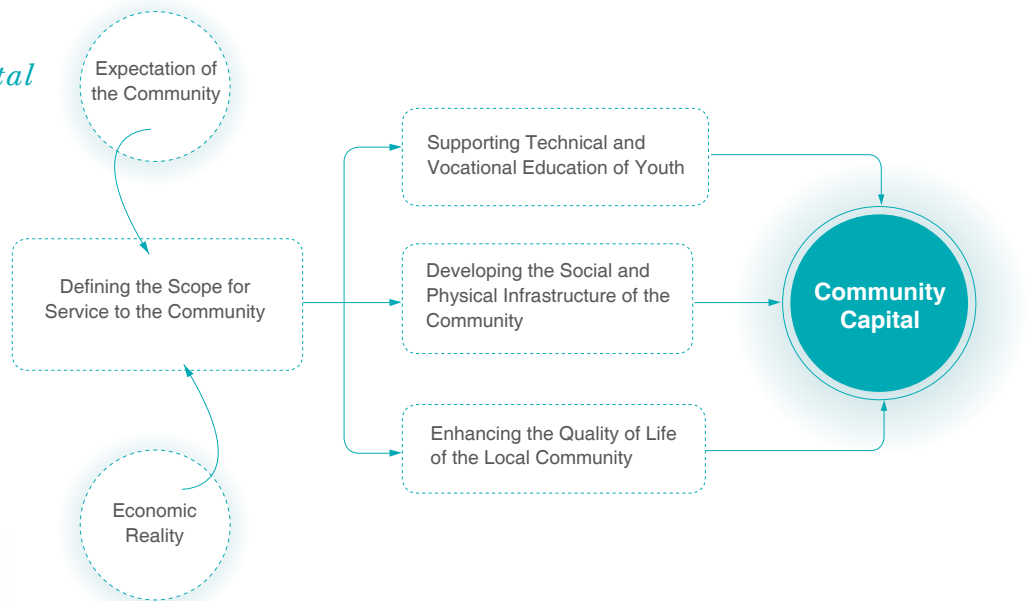 Expectation of
the Community
Supporting Technical and
Vocational Education of Youth
Defining the Scope for
Service to the Community
Developing the Social and
Physical Infrastructure of the
Community
Community
Capital
Enhancing the Quality of Life
of the Local Community
Economic
Reality